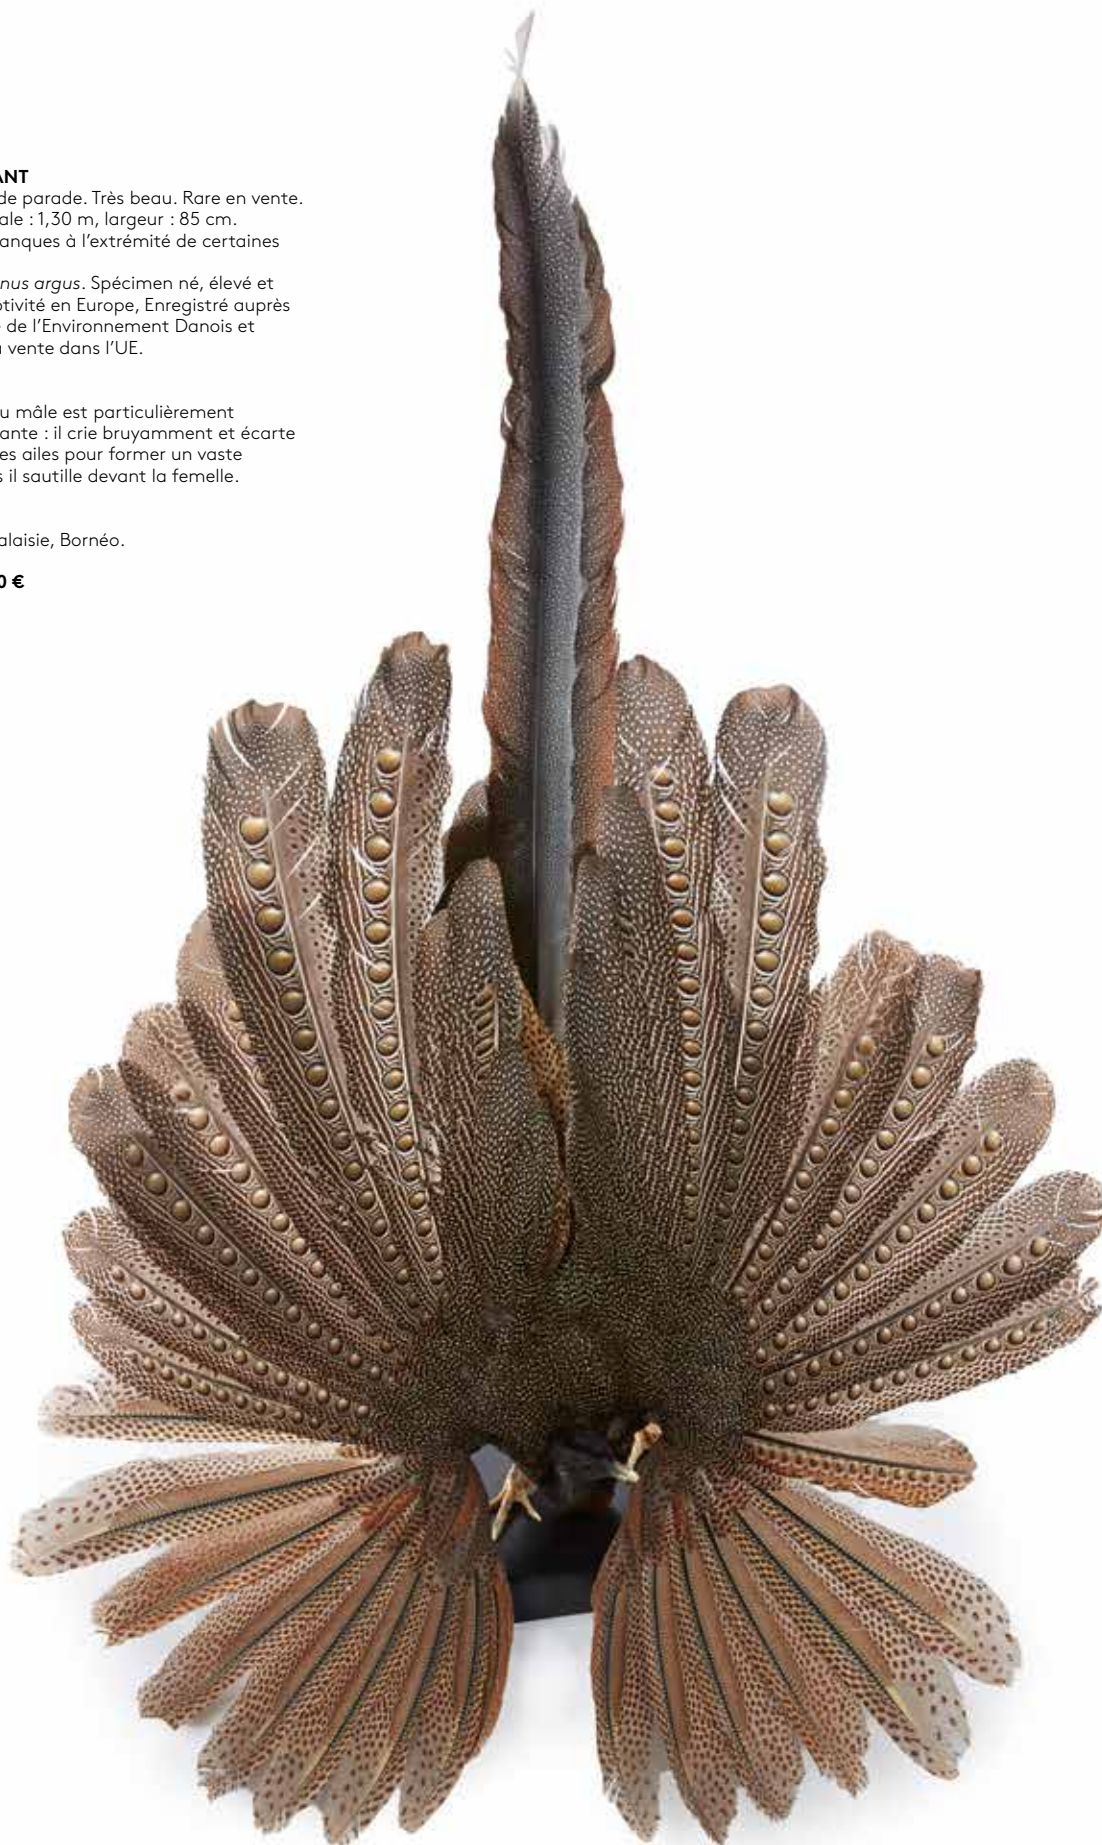 ANT
de parade. Très beau. Rare en vente.
ale : 1,30 m, largeur : 85 cm.
anques à l’extrémité de certaines
nus argus. Spécimen né, élevé et
ptivité en Europe, Enregistré auprès
de l’Environnement Danois et
vente dans l’UE.
u mâle est particulièrement
ante : il crie bruyamment et écarte
es ailes pour former un vaste
s il sautille devant la femelle.
alaisie, Bornéo.
0 €